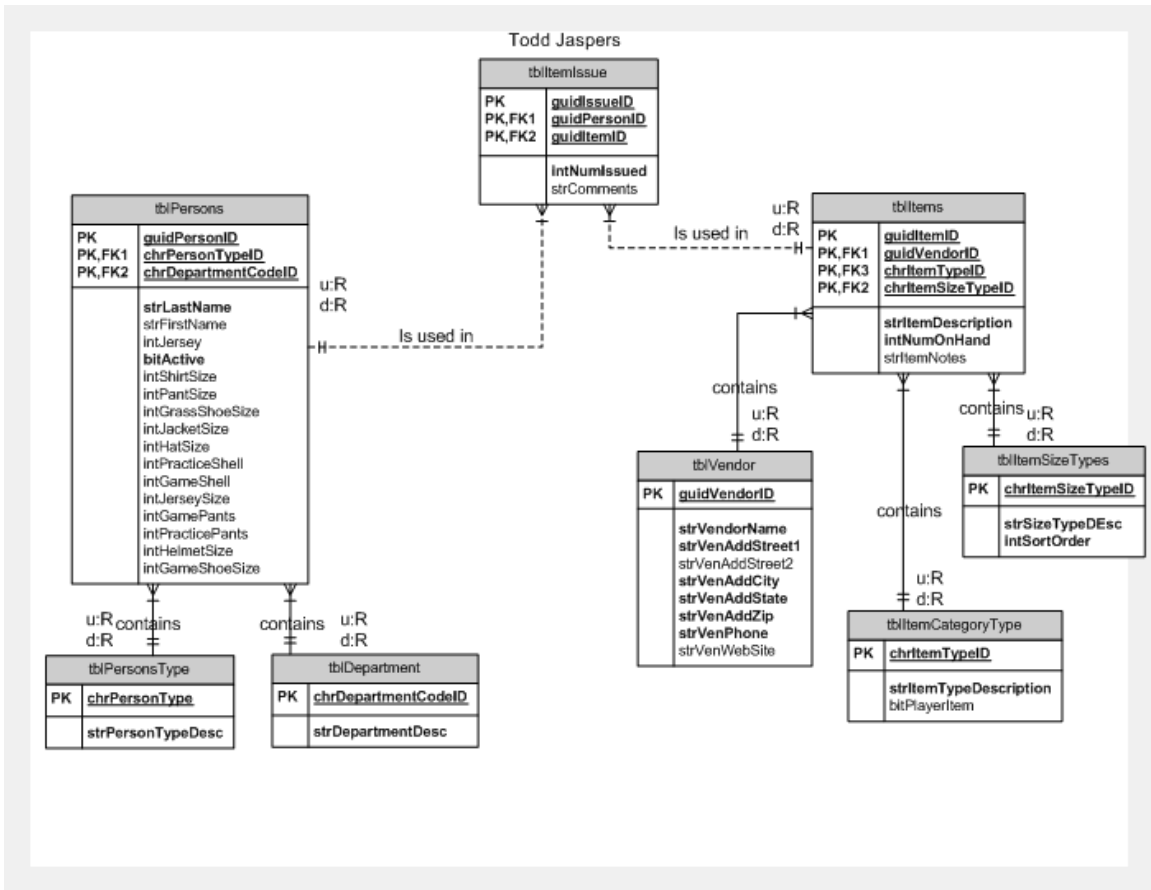 Todd Jaspers
tblItemIssue
PK guidIssueID
PK,FK1 guidPersonID
PK,FK2 guidItemID
intNumIssued
strComments
tblPersons
PK guidPersonID
PK,FK1 chrPersonTypeID
PK,FK2 chrDepartmentCodeID
strLastName
strFirstName
intJersey
bitActive
intShirtSize
intPantSize
intGrassShoeSize
intJacketSize
intHatSize
intPracticeShell
intGameShell
intJerseySize
intGamePants
intPracticePants
intHelmetSize
intGameShoeSize
u:R
d:R
Is used in
Is used in
u:R
d:R
tblItems
PK guidItemID
PK,FK1 guidVendorID
PK,FK3 chrItemTypeID
PK,FK2 chrItemSizeTypeID
strItemDescription
intNumOnHand
strItemNotes
contains
u:R
d:R
contains
u:R
d:R
tblVendor
PK guidVendorID
strVendorName
strVenAddStreet1
strVenAddStreet2
strVenAddCity
strVenAddState
strVenAddZip
strVenPhone
strVenWebSite
tblItemSizeTypes
PK chrItemSizeTypeID
strSizeTypeDEsc
intSortOrder
contains
u:R
d:R
tblItemCategoryType
PK chrItemTypeID
strItemTypeDescription
bitPlayerItem
u:R
d:R
contains
contains
u:R
d:R
tblPersonsType
PK chrPersonType
strPersonTypeDesc
tblDepartment
PK chrDepartmentCodeID
strDepartmentDesc